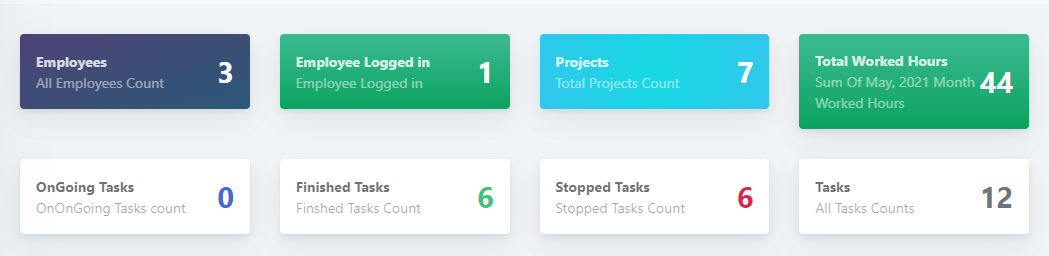 Employees
All Employees Count
3
Employee Logged in
Employee Logged in
1
Projects
Total Projects Count
7
Total Worked Hours
Sum Of May, 2021 Month
Worked Hours
44
OnGoing Tasks
OnOnGoing Tasks count
0
Finished Tasks
Finshed Tasks Count
6
Stopped Tasks
Stopped Tasks Count
6
Tasks
All Tasks Counts
12